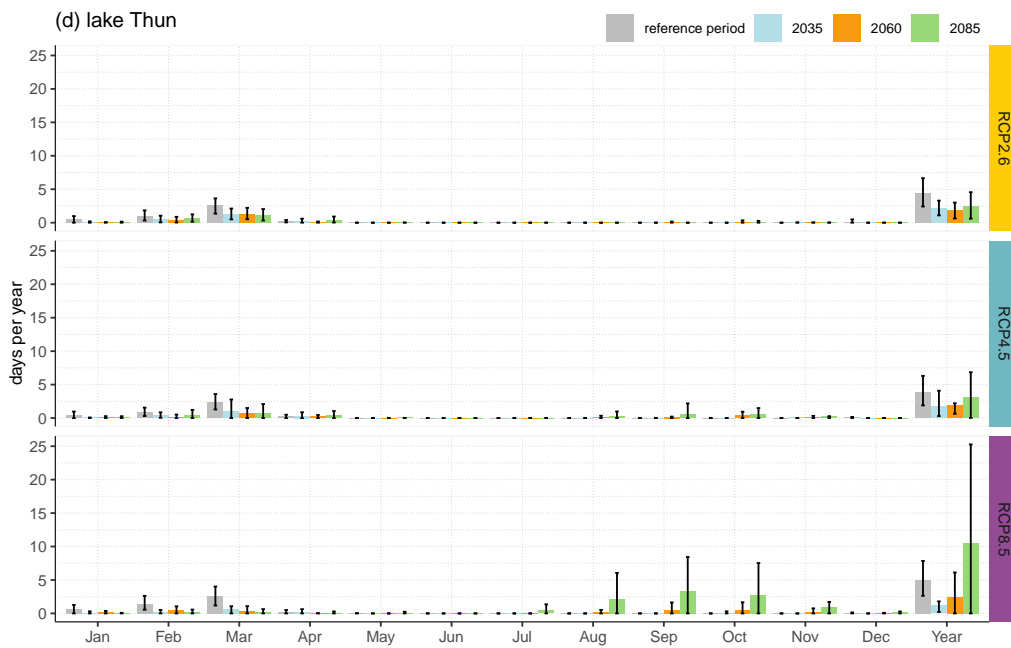 (d) lake Thun
reference period 2035 2060 2085
days per year
25
20
15
10
5
0
RCP2.6
25
20
15
10
5
0
RCP4.5
25
20
15
10
5
0
RCP8.5
Jan Feb Mar Apr May Jun Jul Aug Sep Oct Nov Dec Year